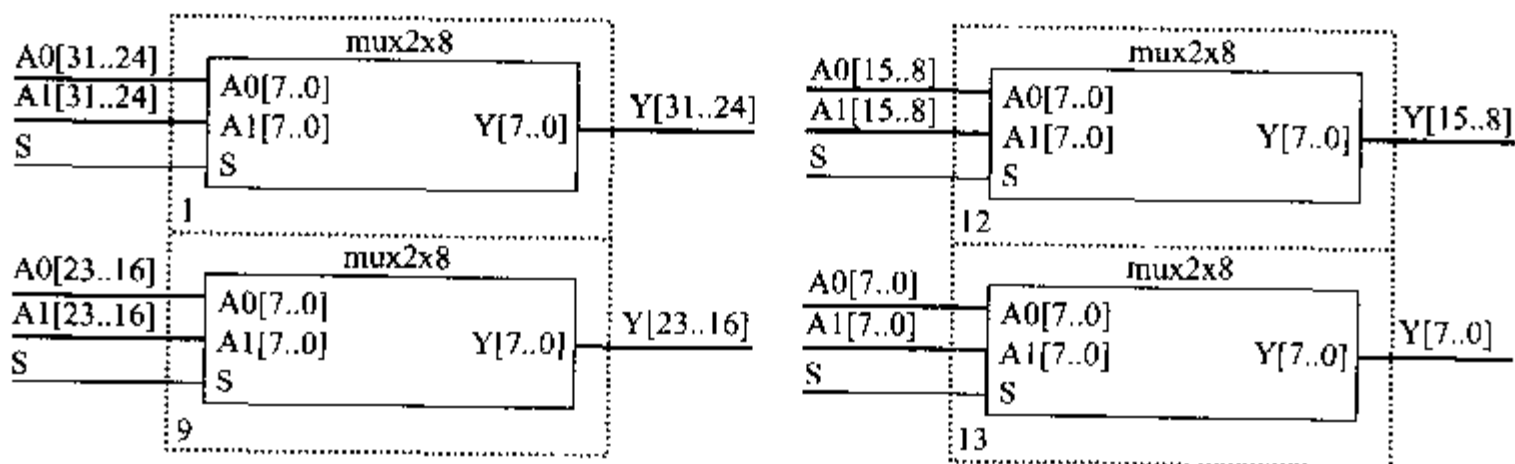 mux2x8
A0[31..24]
A1[31..24]
S
A0[7..0]
A1[7..0]
S
Y[7..0]
Y[31..24]
1
mux2x8
A0[23..16]
A1[23..16]
S
A0[7..0]
A1[7..0]
S
Y[7..0]
Y[23..16]
9
mux2x8
A0[15..8]
A1[15..8]
S
A0[7..0]
A1[7..0]
S
Y[7..0]
Y[15..8]
12
mux2x8
A0[7..0]
A1[7..0]
S
A0[7..0]
A1[7..0]
S
Y[7..0]
Y[7..0]
13